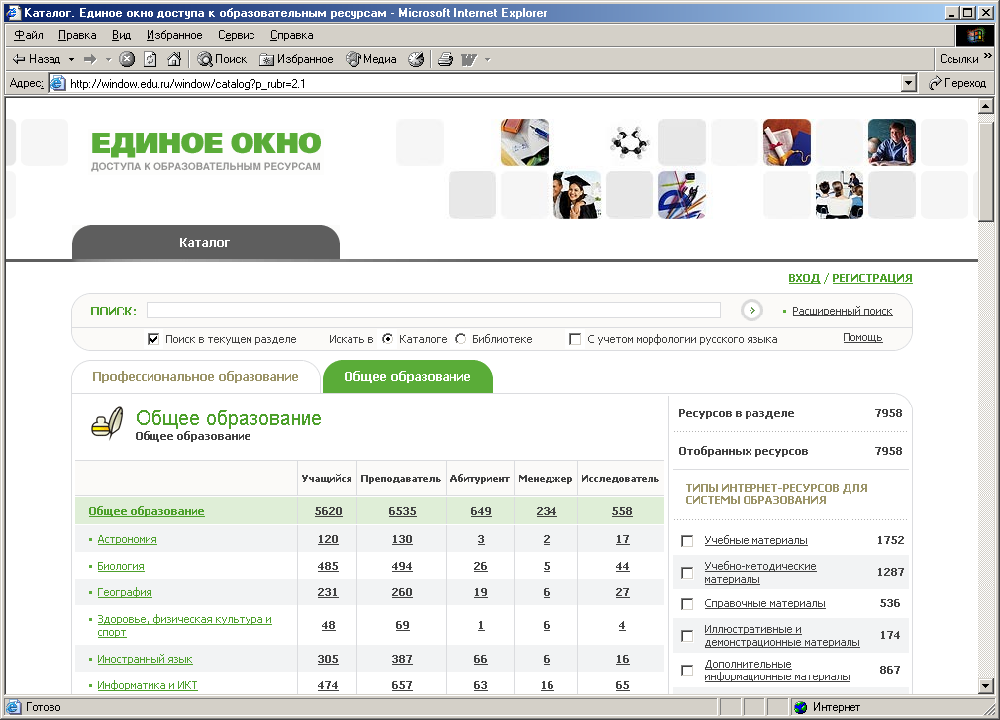 Каталог. Единое окно доступа к образовательным ресурсам - Microsoft Internet Explorer
Файл Правка Вид Избранное Сервис Справка
Назад Поиск Избранное Медиа Ссылки »
Адрес: http://window.edu.ru/window/catalog?p_rubr=2.1 Переход
ЕДИНОЕ ОКНО
ДОСТУПА К ОБРАЗОВАТЕЛЬНЫМ РЕСУРСАМ
Каталог
ВХОД / РЕГИСТРАЦИЯ
ПОИСК: Расширенный поиск
Поиск в текущем разделе Искать в Каталоге Библиотеке С учетом морфологии русского языка Помощь
Профессиональное образование Общее образование
Общее образование
Общее образование
Ресурсов в разделе 7958
Отобранных ресурсов 7958
Учащийся Преподаватель Абитуриент Менеджер Исследователь
Общее образование 5620 6535 649 234 558
Астрономия 120 130 3 2 17
Биология 485 494 26 5 44
География 231 260 19 6 27
Здоровье, физическая культура и
спорт 48 69 1 6 4
Иностранный язык 305 387 66 6 16
Информатика и ИКТ 474 657 63 16 65
ТИПЫ ИНТЕРНЕТ-РЕСУРСОВ ДЛЯ
СИСТЕМЫ ОБРАЗОВАНИЯ
Учебные материалы 1752
Учебно-методические
материалы 1287
Справочные материалы 536
Иллюстративные и
демонстрационные материалы 174
Дополнительные
информационные материалы 867
Готово Интернет